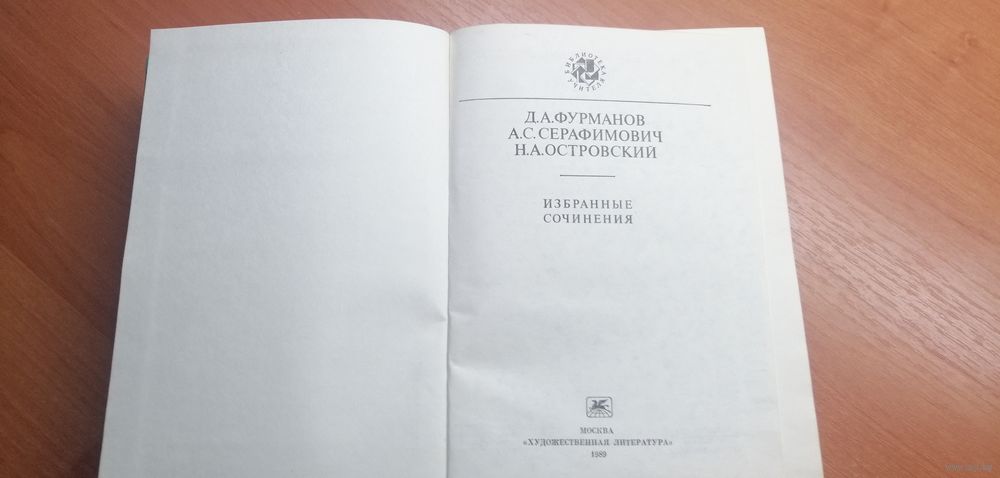 БИБЛИОТЕКА
УЧИТЕЛЯ
Д.А.ФУРМАНОВ
А.С.СЕРАФИМОВИЧ
Н.А.ОСТРОВСКИЙ
ИЗБРАННЫЕ
СОЧИНЕНИЯ
МОСКВА
«ХУДОЖЕСТВЕННАЯ ЛИТЕРАТУРА»
1989